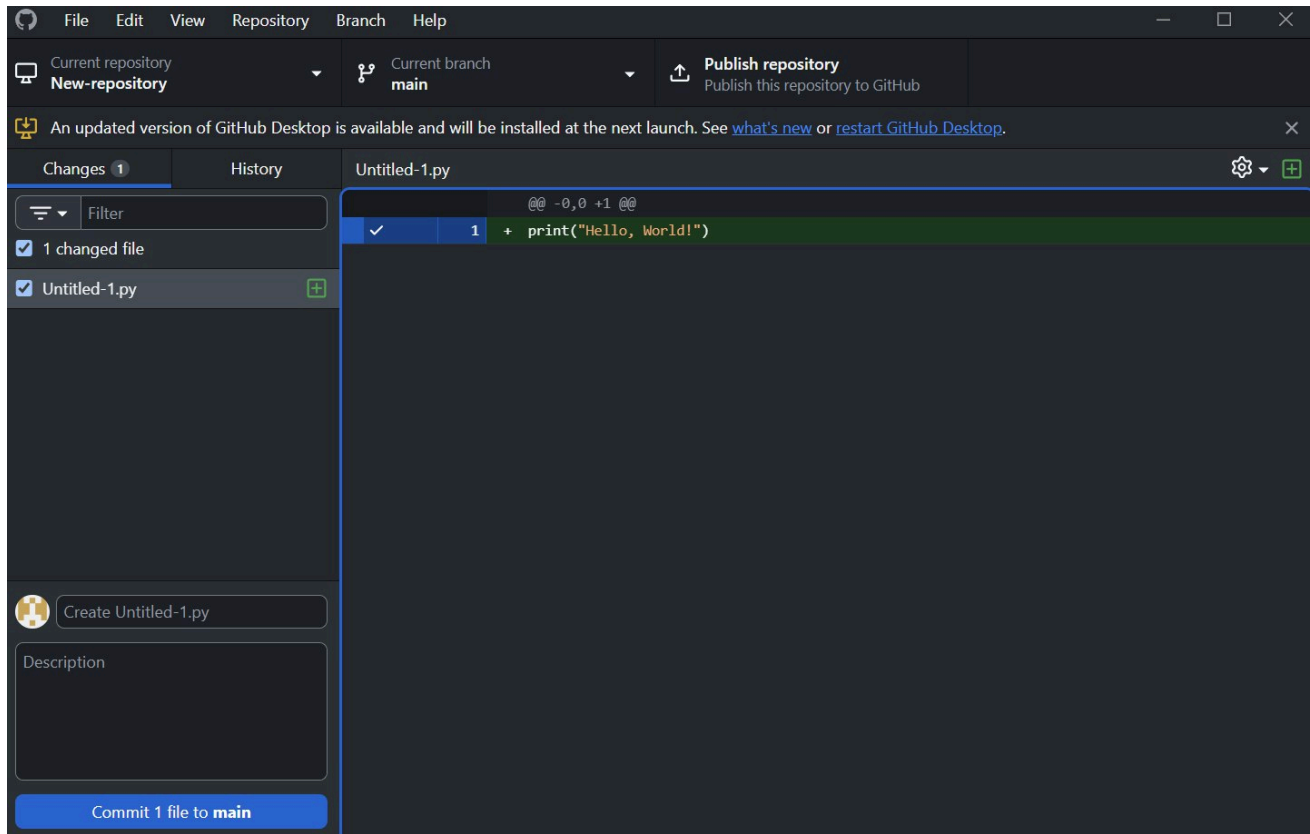 File Edit View Repository Branch Help
Current repository
New-repository
Current branch
main
Publish repository
Publish this repository to GitHub
An updated version of GitHub Desktop is available and will be installed at the next launch. See what's new or restart GitHub Desktop.
Changes 1
History
Untitled-1.py
Filter
1 changed file
Untitled-1.py
@@ -0,0 +1 @@
1 + print("Hello, World!")
Create Untitled-1.py
Description
Commit 1 file to main